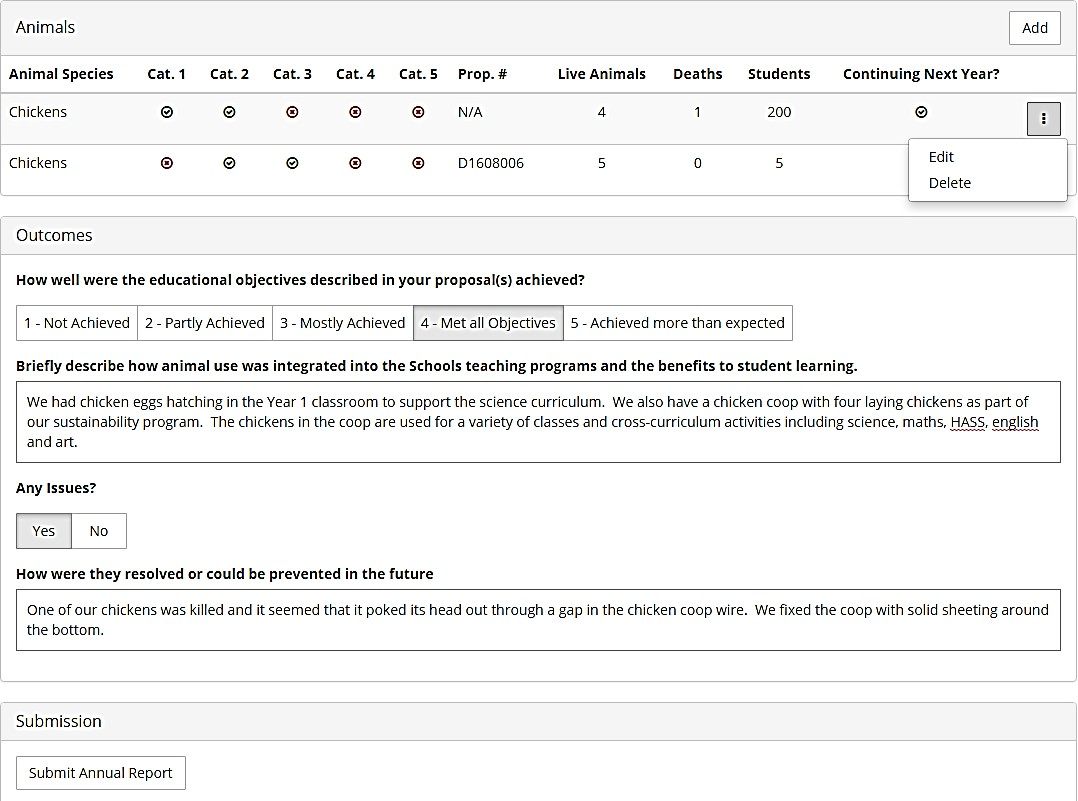 Animals
Add
Animal Species Cat. 1 Cat. 2 Cat. 3 Cat. 4 Cat. 5 Prop. # Live Animals Deaths Students Continuing Next Year?
Chickens N/A 4 1 200
Chickens D1608006 5 0 5
Edit
Delete
Outcomes
How well were the educational objectives described in your proposal(s) achieved?
1 - Not Achieved 2 - Partly Achieved 3 - Mostly Achieved 4 - Met all Objectives 5 - Achieved more than expected
Briefly describe how animal use was integrated into the Schools teaching programs and the benefits to student learning.
We had chicken eggs hatching in the Year 1 classroom to support the science curriculum.  We also have a chicken coop with four laying chickens as part of
our sustainability program.  The chickens in the coop are used for a variety of classes and cross-curriculum activities including science, maths, HASS, english
and art.
Any Issues?
Yes No
How were they resolved or could be prevented in the future
One of our chickens was killed and it seemed that it poked its head out through a gap in the chicken coop wire.  We fixed the coop with solid sheeting around
the bottom.
Submission
Submit Annual Report